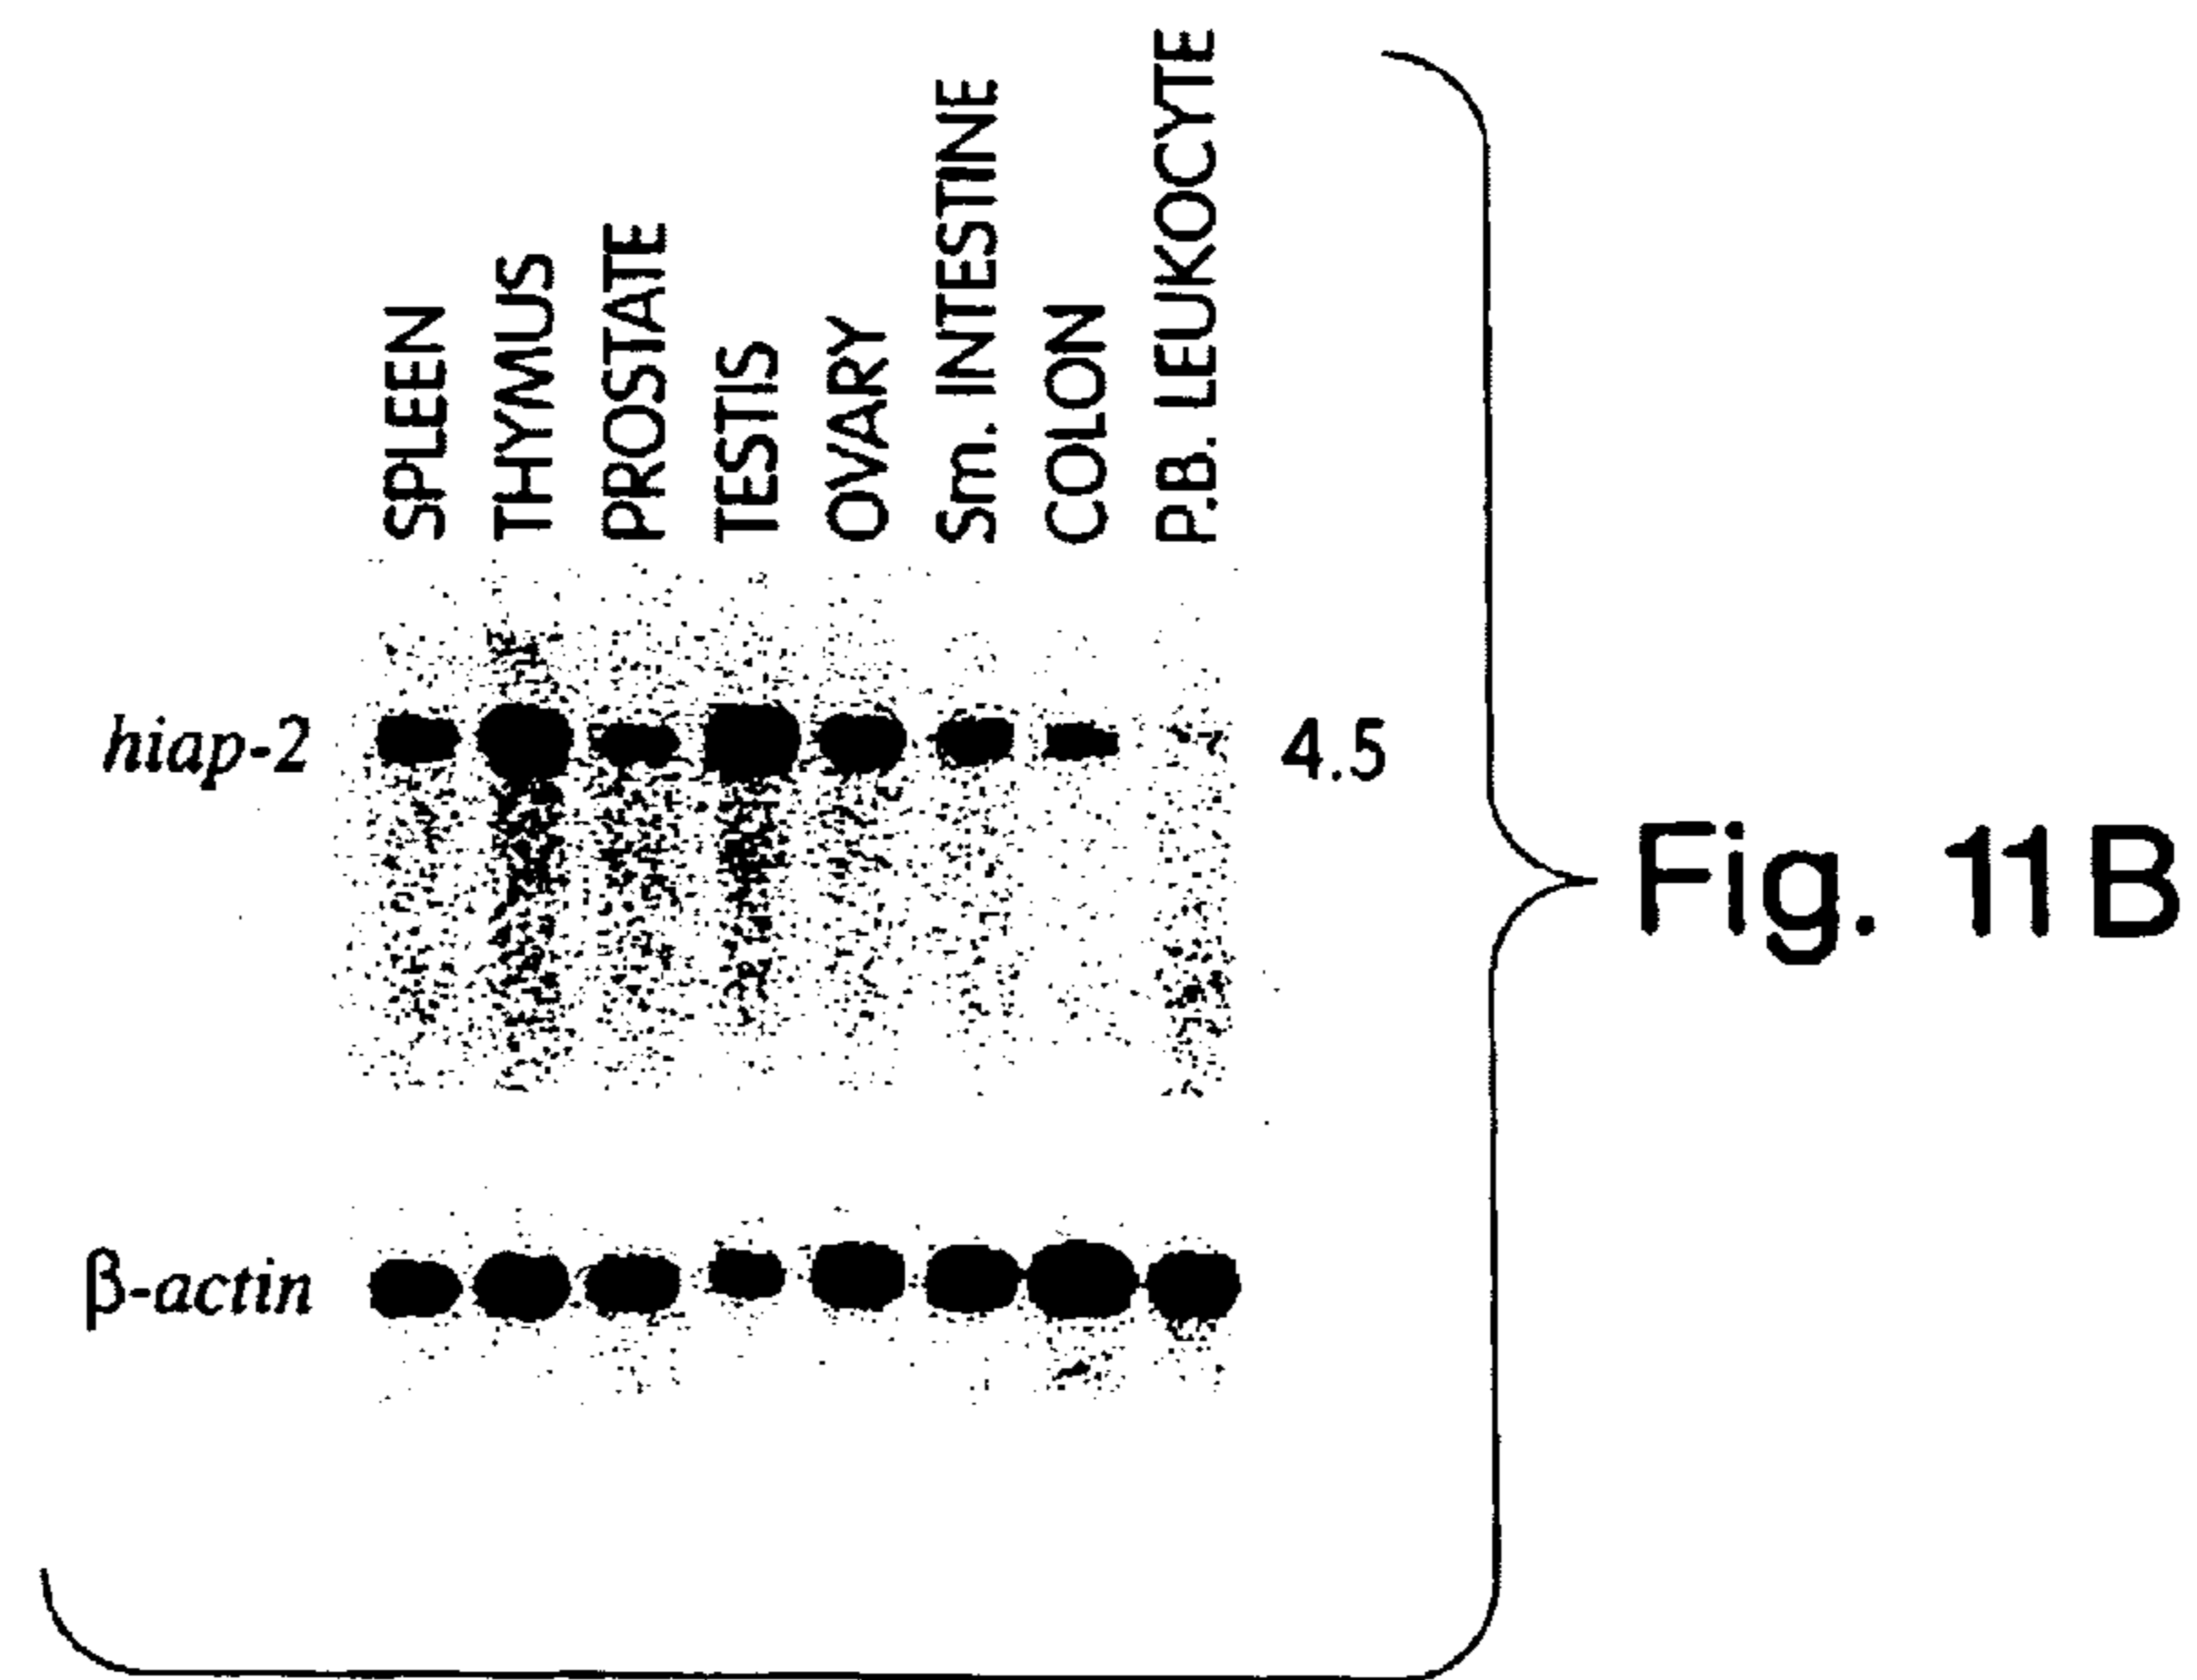 SPLEEN
THYMUS
PROSTATE
TESTIS
OVARY
Sm. INTESTINE
COLON
P.B. LEUKOCYTE
hiap-2
4.5
β-actin
Fig. 11B